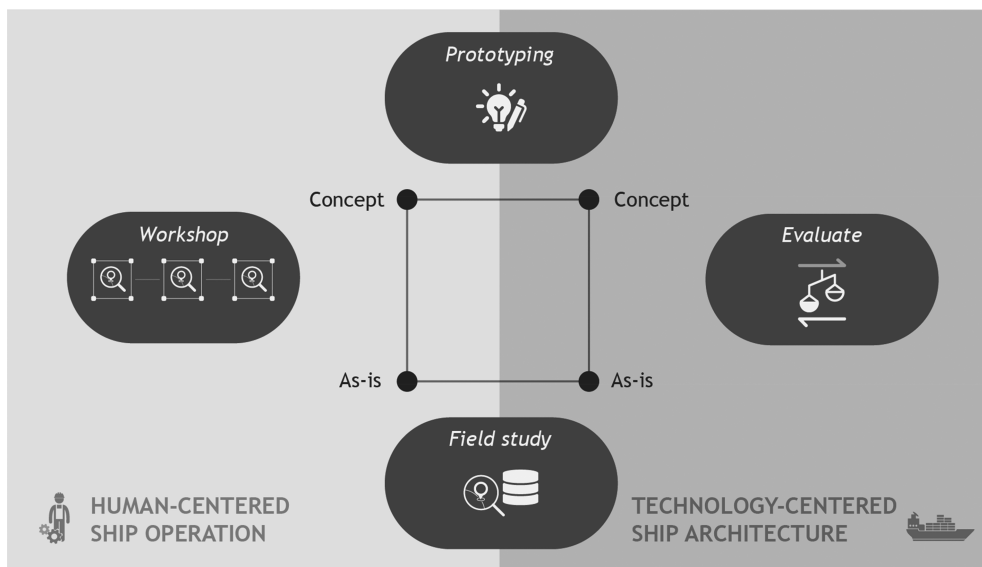 Prototyping
Concept
Concept
Workshop
Evaluate
As-is
As-is
Field study
HUMAN-CENTERED
SHIP OPERATION
TECHNOLOGY-CENTERED
SHIP ARCHITECTURE